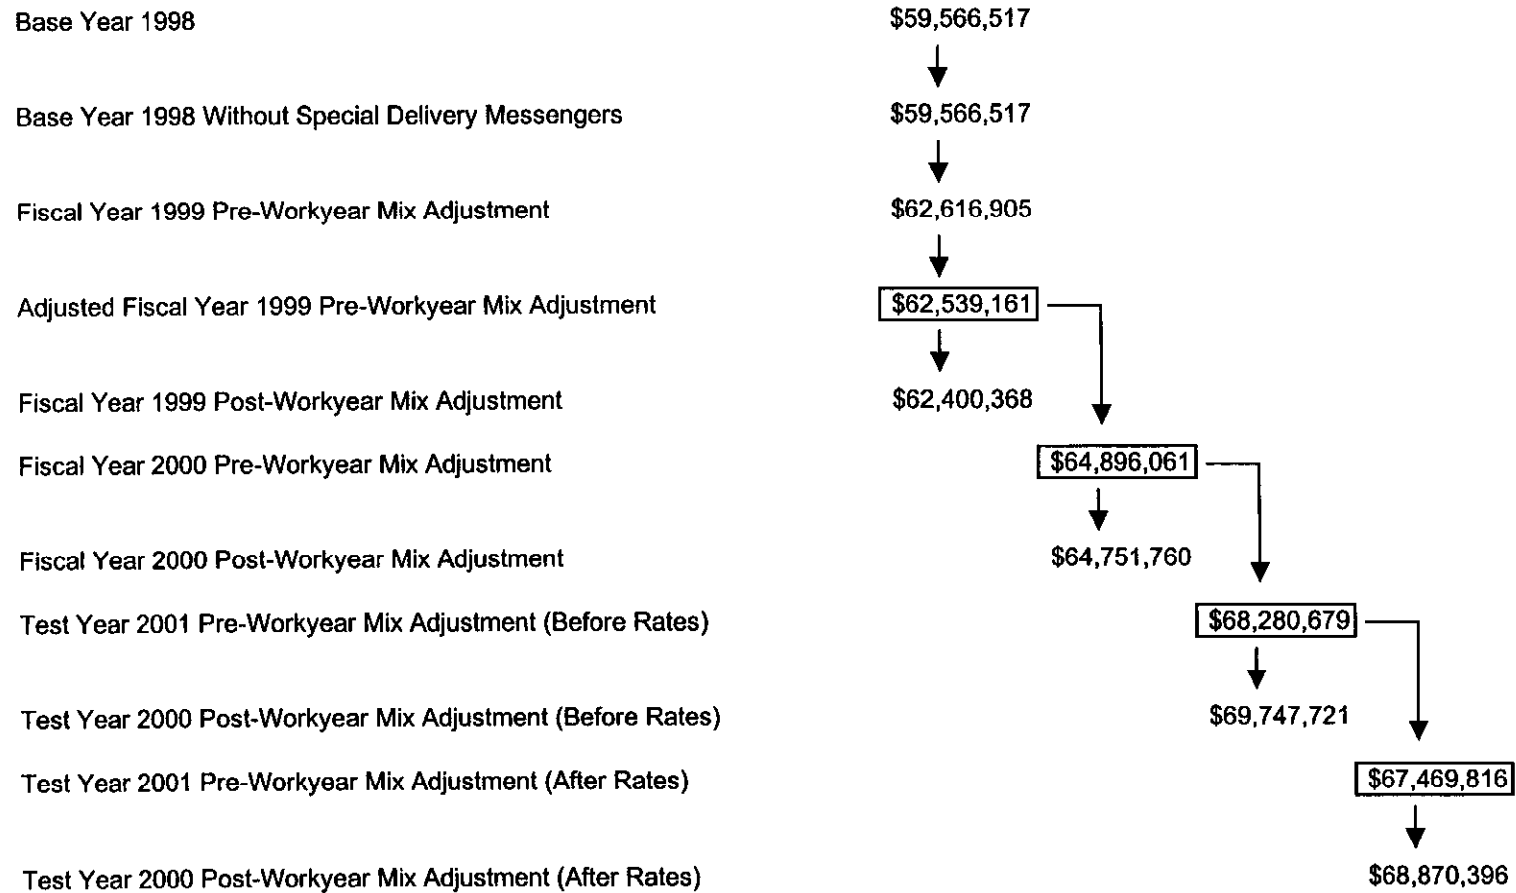 Base Year 1998 $59,566,517
Base Year 1998 Without Special Delivery Messengers $59,566,517
Fiscal Year 1999 Pre-Workyear Mix Adjustment $62,616,905
Adjusted Fiscal Year 1999 Pre-Workyear Mix Adjustment $62,539,161
Fiscal Year 1999 Post-Workyear Mix Adjustment $62,400,368
Fiscal Year 2000 Pre-Workyear Mix Adjustment $64,896,061
Fiscal Year 2000 Post-Workyear Mix Adjustment $64,751,760
Test Year 2001 Pre-Workyear Mix Adjustment (Before Rates) $68,280,679
Test Year 2000 Post-Workyear Mix Adjustment (Before Rates) $69,747,721
Test Year 2001 Pre-Workyear Mix Adjustment (After Rates) $67,469,816
Test Year 2000 Post-Workyear Mix Adjustment (After Rates) $68,870,396